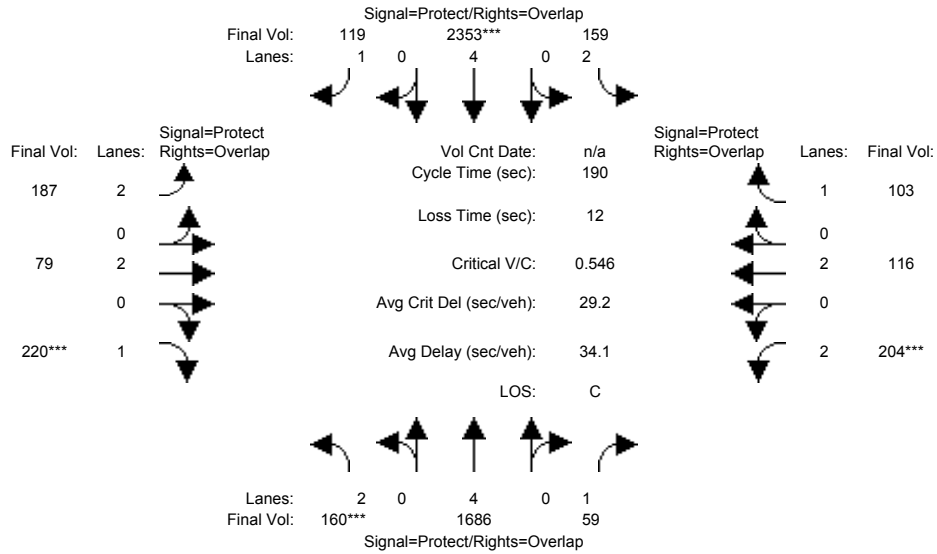 Signal=Protect/Rights=Overlap
Final Vol: 119 2353*** 159
Lanes: 1 0 4 0 2
Signal=Protect
Final Vol: Lanes: Rights=Overlap
Vol Cnt Date: n/a
Signal=Protect
Rights=Overlap Lanes: Final Vol:
Cycle Time (sec): 190
187 2
1 103
Loss Time (sec): 12
0
0
79 2
Critical V/C: 0.546
2 116
0
Avg Crit Del (sec/veh): 29.2
0
220*** 1
Avg Delay (sec/veh): 34.1
2 204***
LOS: C
Lanes: 2 0 4 0 1
Final Vol: 160*** 1686 59
Signal=Protect/Rights=Overlap